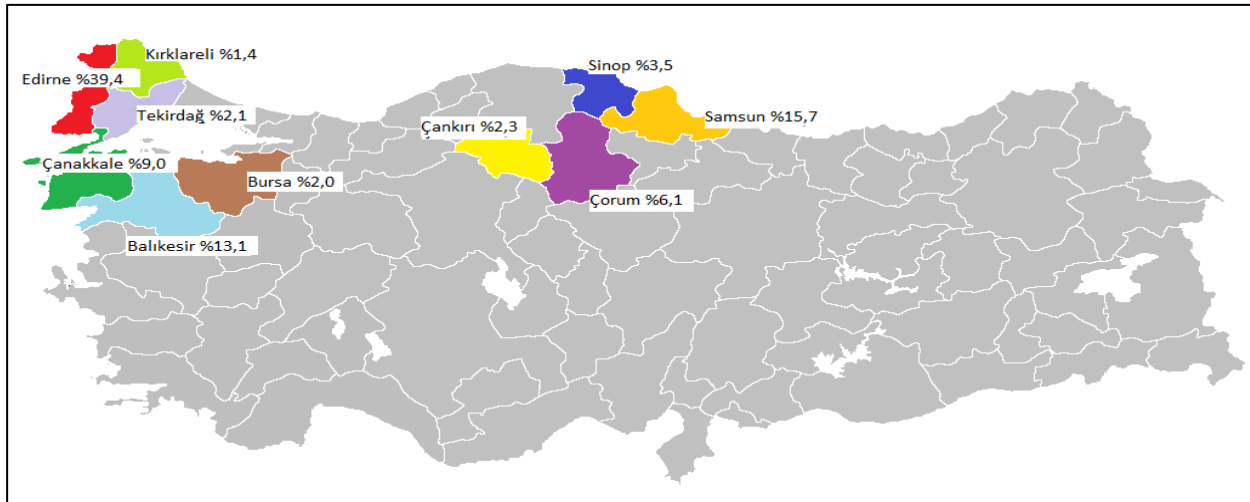 Kırklareli %1,4
Edirne %39,4
Tekirdağ %2,1
Çanakkale %9,0
Bursa %2,0
Balıkesir %13,1
Sinop %3,5
Samsun %15,7
Çankırı %2,3
Çorum %6,1